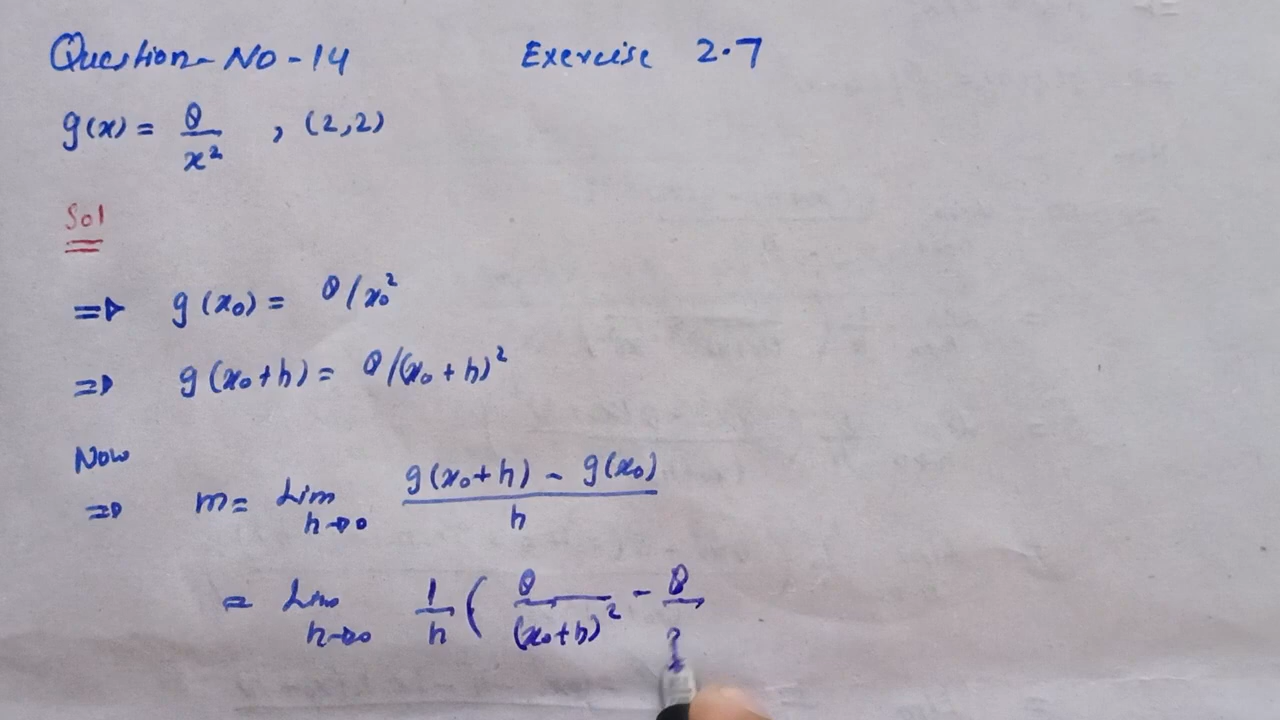 Question-No-14 Exercise 2.7
g(x) = 8/x² , (2,2)
Sol
=> g(x₀) = 8/x₀²
=> g(x₀+h) = 8/(x₀+h)²
Now
=> m = Lim h→0 g(x₀+h) - g(x₀) / h
= Lim h→0 1/h ( 8/(x₀+h)² - 8/